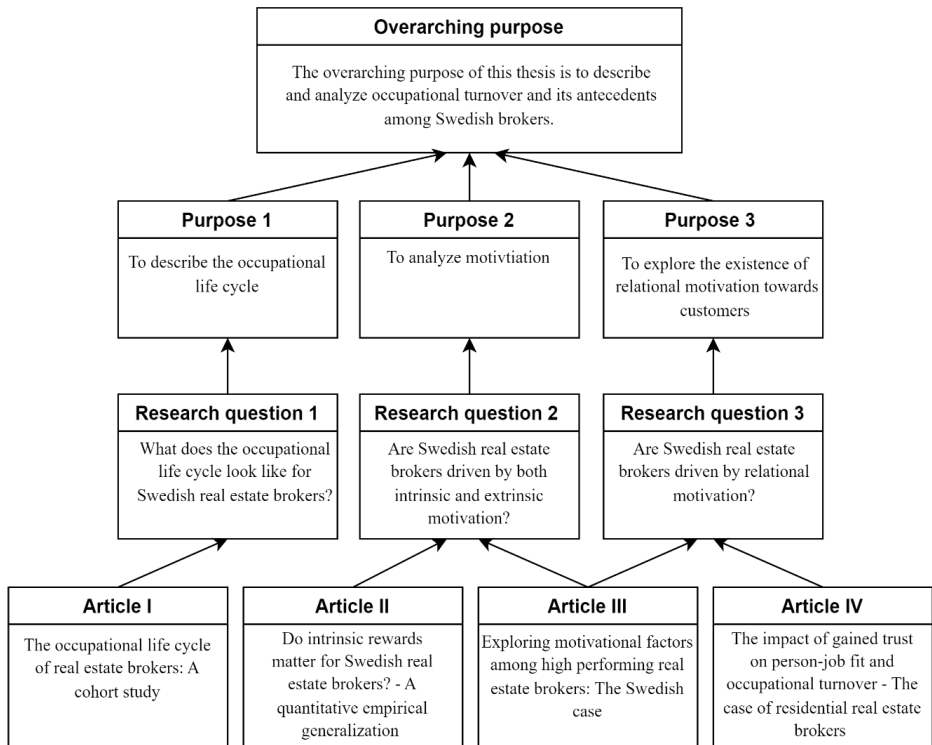 Overarching purpose
The overarching purpose of this thesis is to describe
and analyze occupational turnover and its antecedents
among Swedish brokers.
Purpose 1
To describe the occupational
life cycle
Purpose 2
To analyze motivtiation
Purpose 3
To explore the existence of
relational motivation towards
customers
Research question 1
What does the occupational
life cycle look like for
Swedish real estate brokers?
Research question 2
Are Swedish real estate
brokers driven by both
intrinsic and extrinsic
motivation?
Research question 3
Are Swedish real estate
brokers driven by relational
motivation?
Article I
The occupational life cycle
of real estate brokers: A
cohort study
Article II
Do intrinsic rewards
matter for Swedish real
estate brokers? - A
quantitative empirical
generalization
Article III
Exploring motivational factors
among high performing real
estate brokers: The Swedish
case
Article IV
The impact of gained trust
on person-job fit and
occupational turnover - The
case of residential real estate
brokers